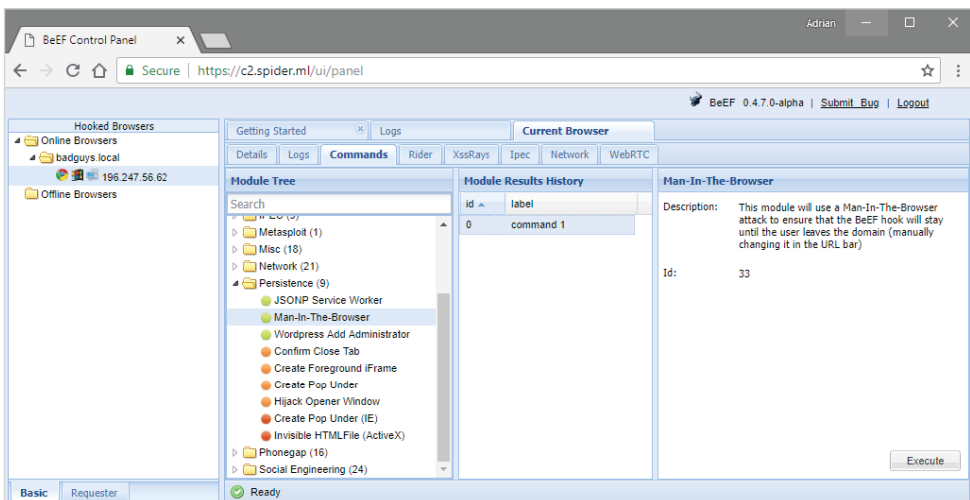 Adrian
BeEF Control Panel
Secure | https://c2.spider.ml/ui/panel
BeEF 0.4.7.0-alpha | Submit Bug | Logout
Hooked Browsers
Online Browsers
badguys.local
196.247.56.62
Offline Browsers
Basic Requester
Getting Started Logs Current Browser
Details Logs Commands Rider XssRays Ipec Network WebRTC
Module Tree
Search
Metasploit (1)
Misc (18)
Network (21)
Persistence (9)
JSONP Service Worker
Man-In-The-Browser
Wordpress Add Administrator
Confirm Close Tab
Create Foreground iFrame
Create Pop Under
Hijack Opener Window
Create Pop Under (IE)
Invisible HTMLFile (ActiveX)
Phonegap (16)
Social Engineering (24)
Module Results History
id label
0 command 1
Man-In-The-Browser
Description: This module will use a Man-In-The-Browser
attack to ensure that the BeEF hook will stay
until the user leaves the domain (manually
changing it in the URL bar)
Id: 33
Execute
Ready